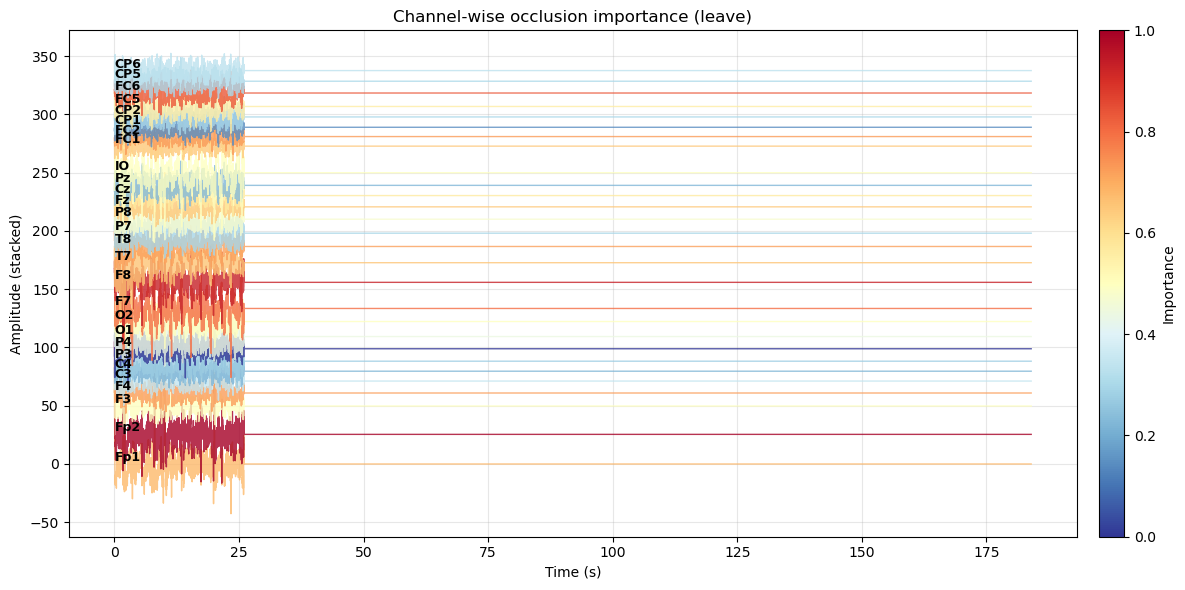 Channel-wise occlusion importance (leave)
Amplitude (stacked)
350
300
250
200
150
100
50
0
−50
CP6
CP5
FC6
FC5
CP2
CP1
FC2
FC1
IO
Pz
Cz
Fz
P8
P7
T8
T7
F8
F7
O2
O1
P4
P3
C4
C3
F4
F3
Fp2
Fp1
0
25
50
75
100
125
150
175
Time (s)
1.0
0.8
0.6
0.4
0.2
0.0
Importance